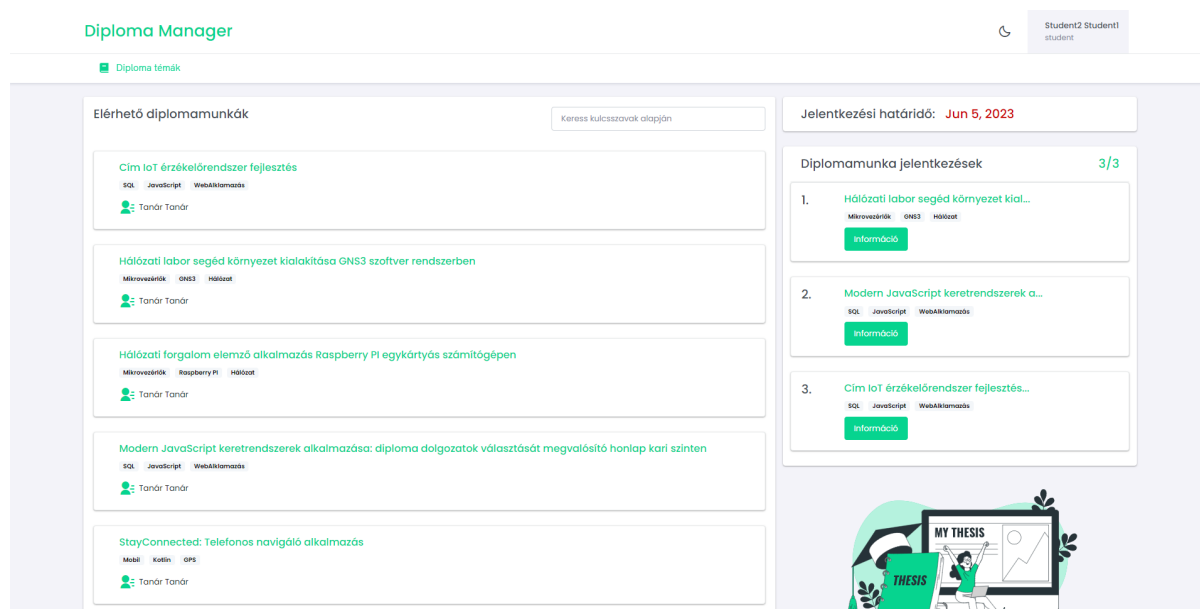 Diploma Manager
Student2 Student1
student
Diploma témák
Elérhető diplomamunkák
Keress kulcsszavak alapján
Cím IoT érzékelőrendszer fejlesztés
SQL JavaScript WebAlklamazás
Tanár Tanár
Hálózati labor segéd környezet kialakítása GNS3 szoftver rendszerben
Mikrovezérlők GNS3 Hálózat
Tanár Tanár
Hálózati forgalom elemző alkalmazás Raspberry PI egykártyás számítógépen
Mikrovezérlők Raspberry PI Hálózat
Tanár Tanár
Modern JavaScript keretrendszerek alkalmazása: diploma dolgozatok választását megvalósító honlap kari szinten
SQL JavaScript WebAlklamazás
Tanár Tanár
StayConnected: Telefonos navigáló alkalmazás
Mobil Kotlin GPS
Tanár Tanár
Jelentkezési határidő: Jun 5, 2023
Diplomamunka jelentkezések 3/3
1. Hálózati labor segéd környezet kial...
Mikrovezérlők GNS3 Hálózat
Információ
2. Modern JavaScript keretrendszerek a...
SQL JavaScript WebAlklamazás
Információ
3. Cím IoT érzékelőrendszer fejlesztés...
SQL JavaScript WebAlklamazás
Információ
MY THESIS
THESIS